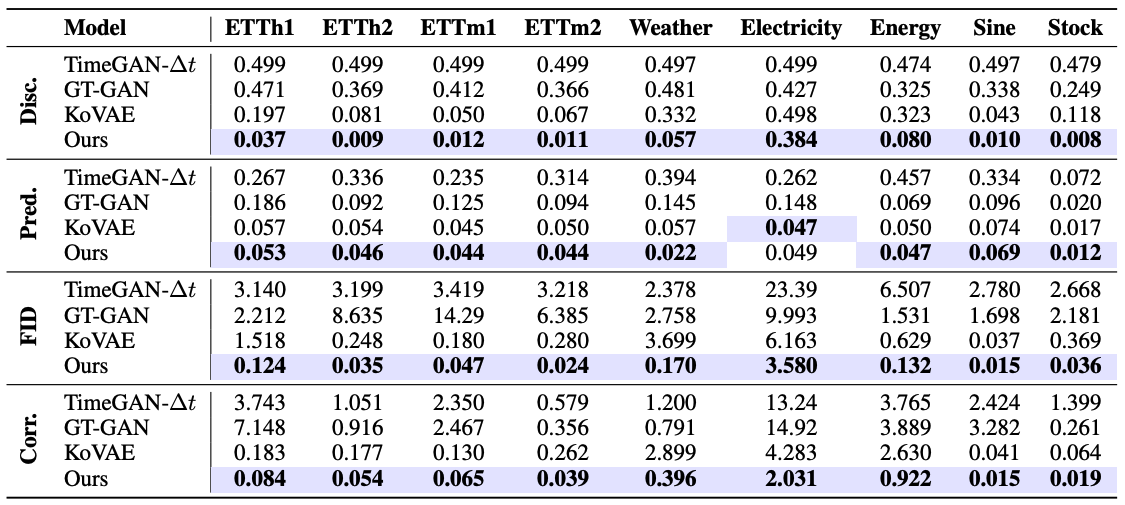 Model ETTh1 ETTh2 ETTm1 ETTm2 Weather Electricity Energy Sine Stock
Disc.
TimeGAN-Δt 0.499 0.499 0.499 0.499 0.497 0.499 0.474 0.497 0.479
GT-GAN 0.471 0.369 0.412 0.366 0.481 0.427 0.325 0.338 0.249
KoVAE 0.197 0.081 0.050 0.067 0.332 0.498 0.323 0.043 0.118
Ours 0.037 0.009 0.012 0.011 0.057 0.384 0.080 0.010 0.008
Pred.
TimeGAN-Δt 0.267 0.336 0.235 0.314 0.394 0.262 0.457 0.334 0.072
GT-GAN 0.186 0.092 0.125 0.094 0.145 0.148 0.069 0.096 0.020
KoVAE 0.057 0.054 0.045 0.050 0.057 0.047 0.050 0.074 0.017
Ours 0.053 0.046 0.044 0.044 0.022 0.049 0.047 0.069 0.012
FID
TimeGAN-Δt 3.140 3.199 3.419 3.218 2.378 23.39 6.507 2.780 2.668
GT-GAN 2.212 8.635 14.29 6.385 2.758 9.993 1.531 1.698 2.181
KoVAE 1.518 0.248 0.180 0.280 3.699 6.163 0.629 0.037 0.369
Ours 0.124 0.035 0.047 0.024 0.170 3.580 0.132 0.015 0.036
Corr.
TimeGAN-Δt 3.743 1.051 2.350 0.579 1.200 13.24 3.765 2.424 1.399
GT-GAN 7.148 0.916 2.467 0.356 0.791 14.92 3.889 3.282 0.261
KoVAE 0.183 0.177 0.130 0.262 2.899 4.283 2.630 0.041 0.064
Ours 0.084 0.054 0.065 0.039 0.396 2.031 0.922 0.015 0.019